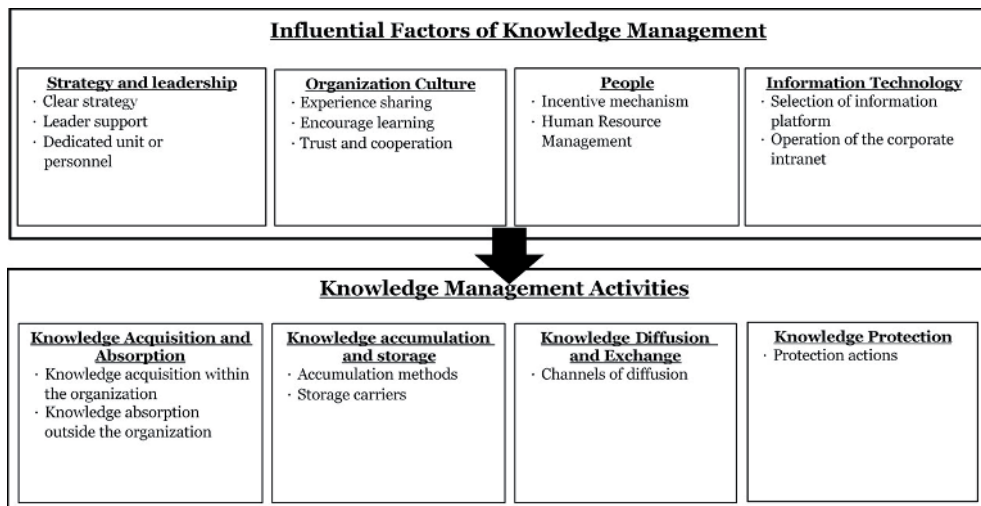 Influential Factors of Knowledge Management
Strategy and leadership
· Clear strategy
· Leader support
· Dedicated unit or
personnel
Organization Culture
· Experience sharing
· Encourage learning
· Trust and cooperation
People
· Incentive mechanism
· Human Resource
Management
Information Technology
· Selection of information
platform
· Operation of the corporate
intranet
Knowledge Management Activities
Knowledge Acquisition and
Absorption
· Knowledge acquisition within
the organization
· Knowledge absorption
outside the organization
Knowledge accumulation
and storage
· Accumulation methods
· Storage carriers
Knowledge Diffusion
and Exchange
· Channels of diffusion
Knowledge Protection
· Protection actions